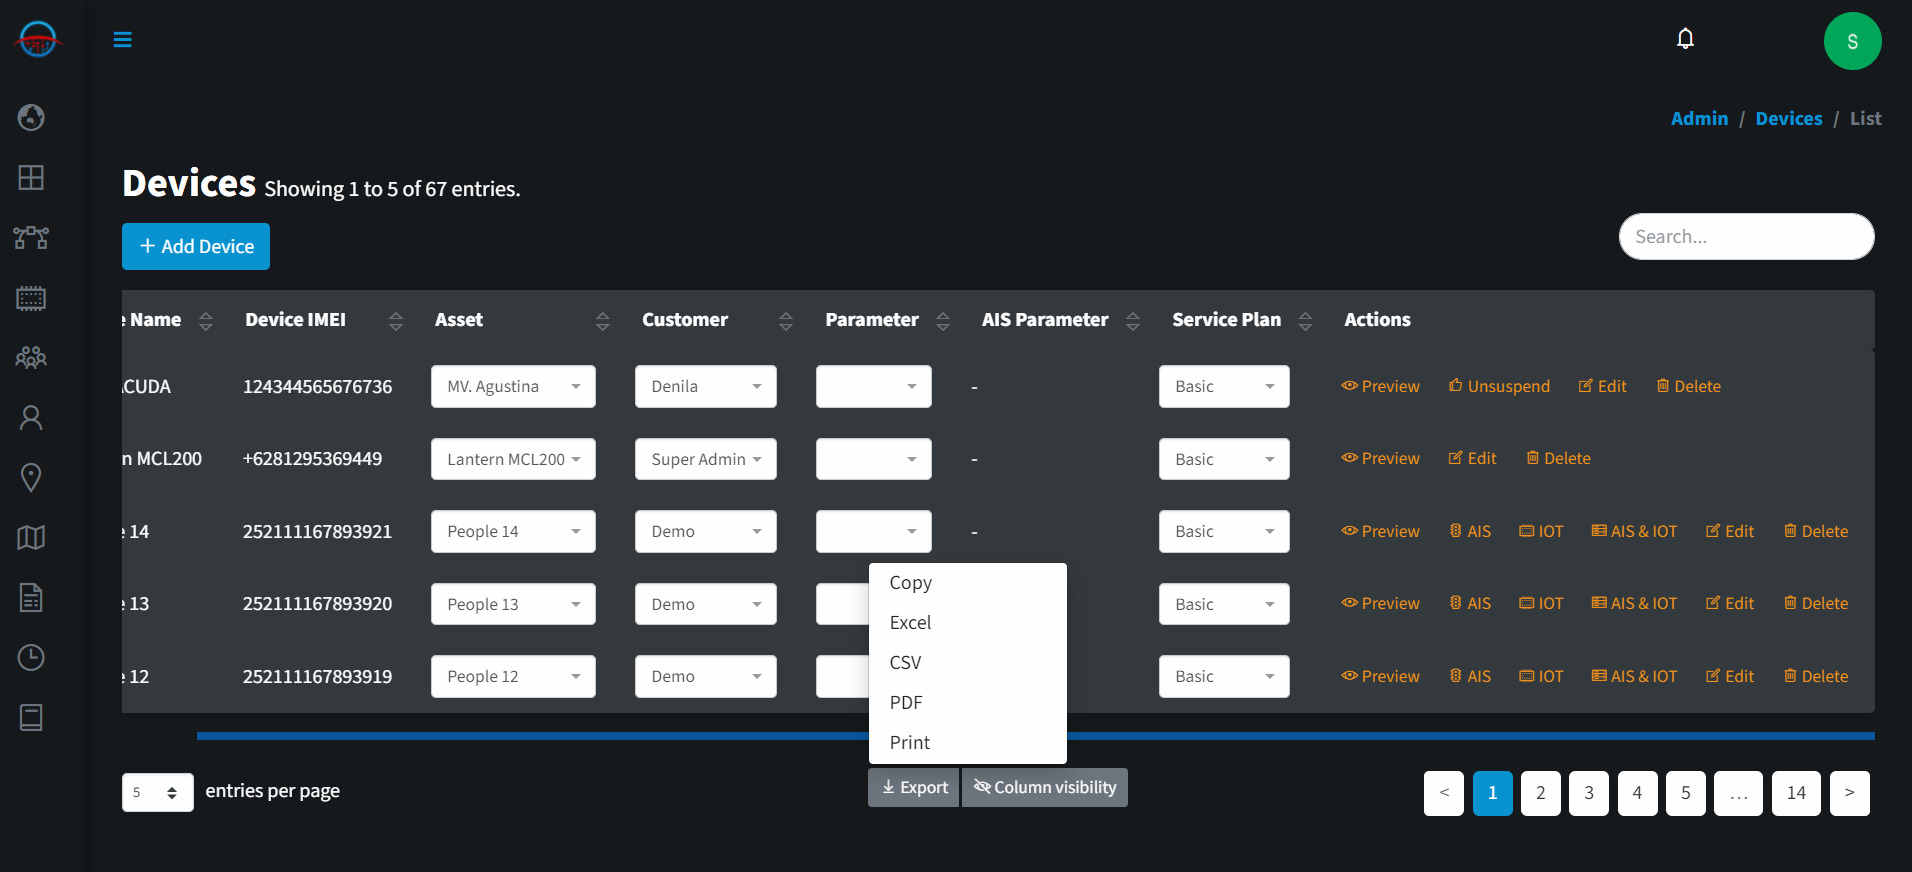 S
Admin / Devices / List
Devices Showing 1 to 5 of 67 entries.
+ Add Device
Search...
e Name Device IMEI Asset Customer Parameter AIS Parameter Service Plan Actions
ACUDA 124344565676736 MV. Agustina Denila - Basic Preview Unsuspend Edit Delete
n MCL200 +6281295369449 Lantern MCL200 Super Admin - Basic Preview Edit Delete
e 14 252111167893921 People 14 Demo - Basic Preview AIS IOT AIS & IOT Edit Delete
e 13 252111167893920 People 13 Demo Basic Preview AIS IOT AIS & IOT Edit Delete
e 12 252111167893919 People 12 Demo Basic Preview AIS IOT AIS & IOT Edit Delete
Copy
Excel
CSV
PDF
Print
5 entries per page
Export Column visibility
< 1 2 3 4 5 ... 14 >